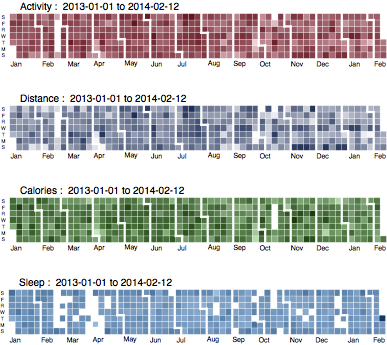 Activity : 2013-01-01 to 2014-02-12
S
F
R
W
T
M
S
Jan Feb Mar Apr May Jun Jul Aug Sep Oct Nov Dec Jan Feb
Distance : 2013-01-01 to 2014-02-12
S
F
R
W
T
M
S
Jan Feb Mar Apr May Jun Jul Aug Sep Oct Nov Dec Jan Feb
Calories : 2013-01-01 to 2014-02-12
S
F
R
W
T
M
S
Jan Feb Mar Apr May Jun Jul Aug Sep Oct Nov Dec Jan Feb
Sleep : 2013-01-01 to 2014-02-12
S
F
R
W
T
M
S
Jan Feb Mar Apr May Jun Jul Aug Sep Oct Nov Dec Jan Feb